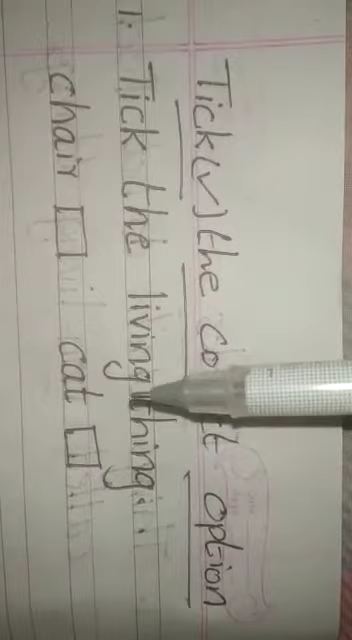 Tick(✓) the option
1. Tick the living thing.
chair □ cat □